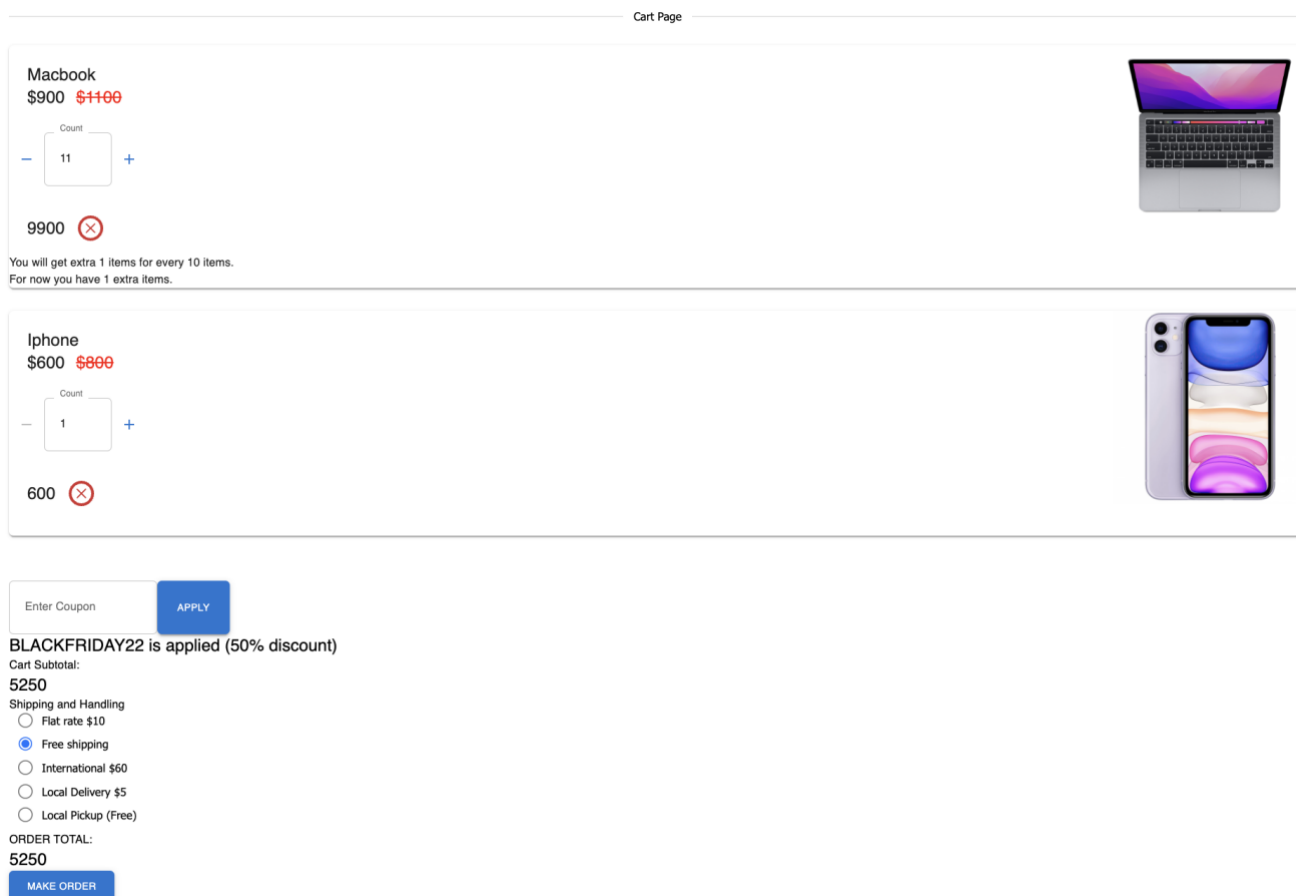 Cart Page
Macbook
$900 $1100
Count
− 11 +
9900
You will get extra 1 items for every 10 items.
For now you have 1 extra items.
Iphone
$600 $800
Count
− 1 +
600
Enter Coupon APPLY
BLACKFRIDAY22 is applied (50% discount)
Cart Subtotal:
5250
Shipping and Handling
Flat rate $10
Free shipping
International $60
Local Delivery $5
Local Pickup (Free)
ORDER TOTAL:
5250
MAKE ORDER